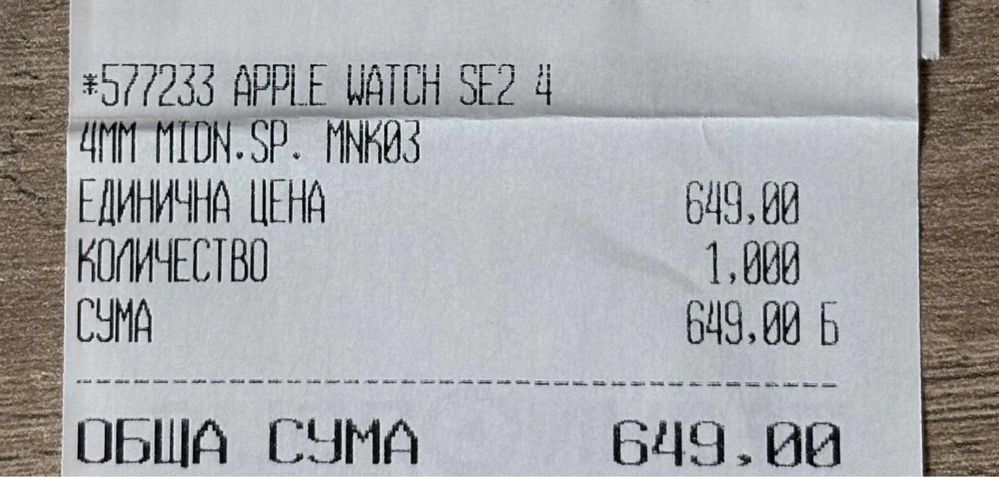 *577233 APPLE WATCH SE2 4
4MM MIDN.SP. MNK03
ЕДИНИЧНА ЦЕНА 649,00
КОЛИЧЕСТВО 1,000
СУМА 649,00 Б
ОБЩА СУМА 649,00